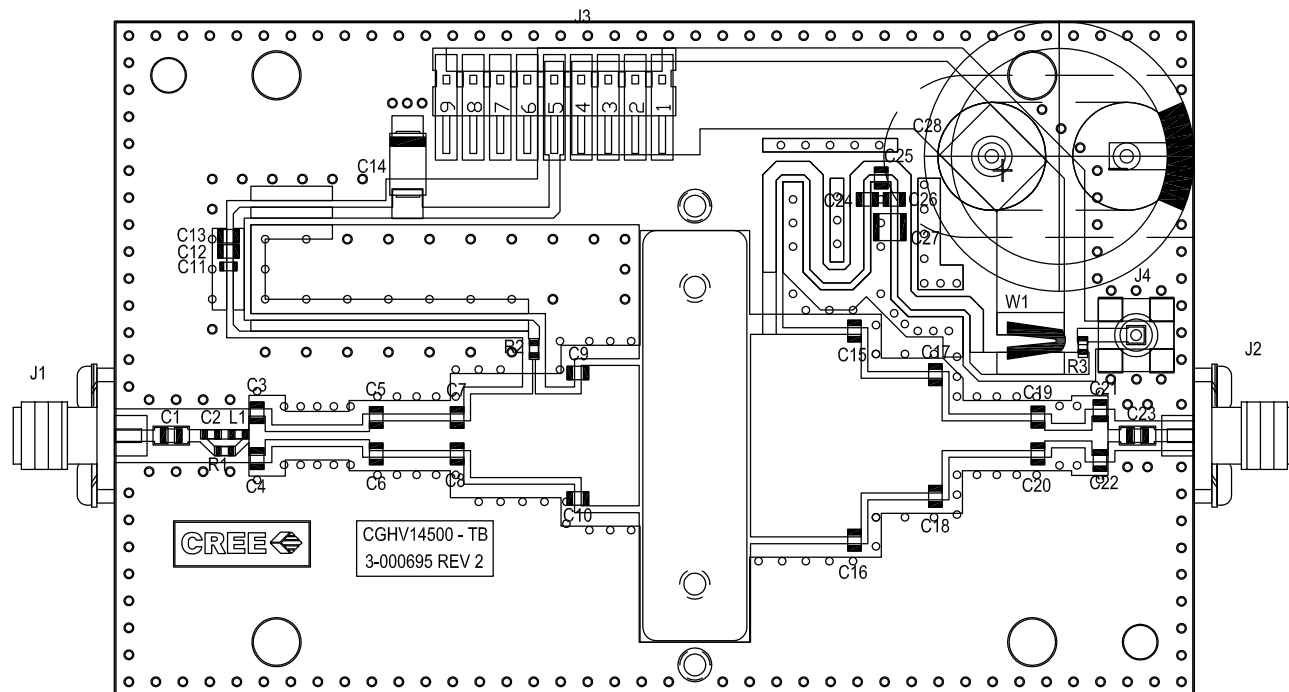 J3
9 8 7 6 5 4 3 2 1
C28
C14
C25
C24 C26
C13
C27
C12
C11
J4
W1
R2
C9
C15
C17
R3
J1
J2
C3
C5
C7
C19
C21
C1 C2 L1
C23
R1
C4
C6
C8
C20
C22
C10
C18
CREE
CGHV14500 - TB
3-000695 REV 2
C16